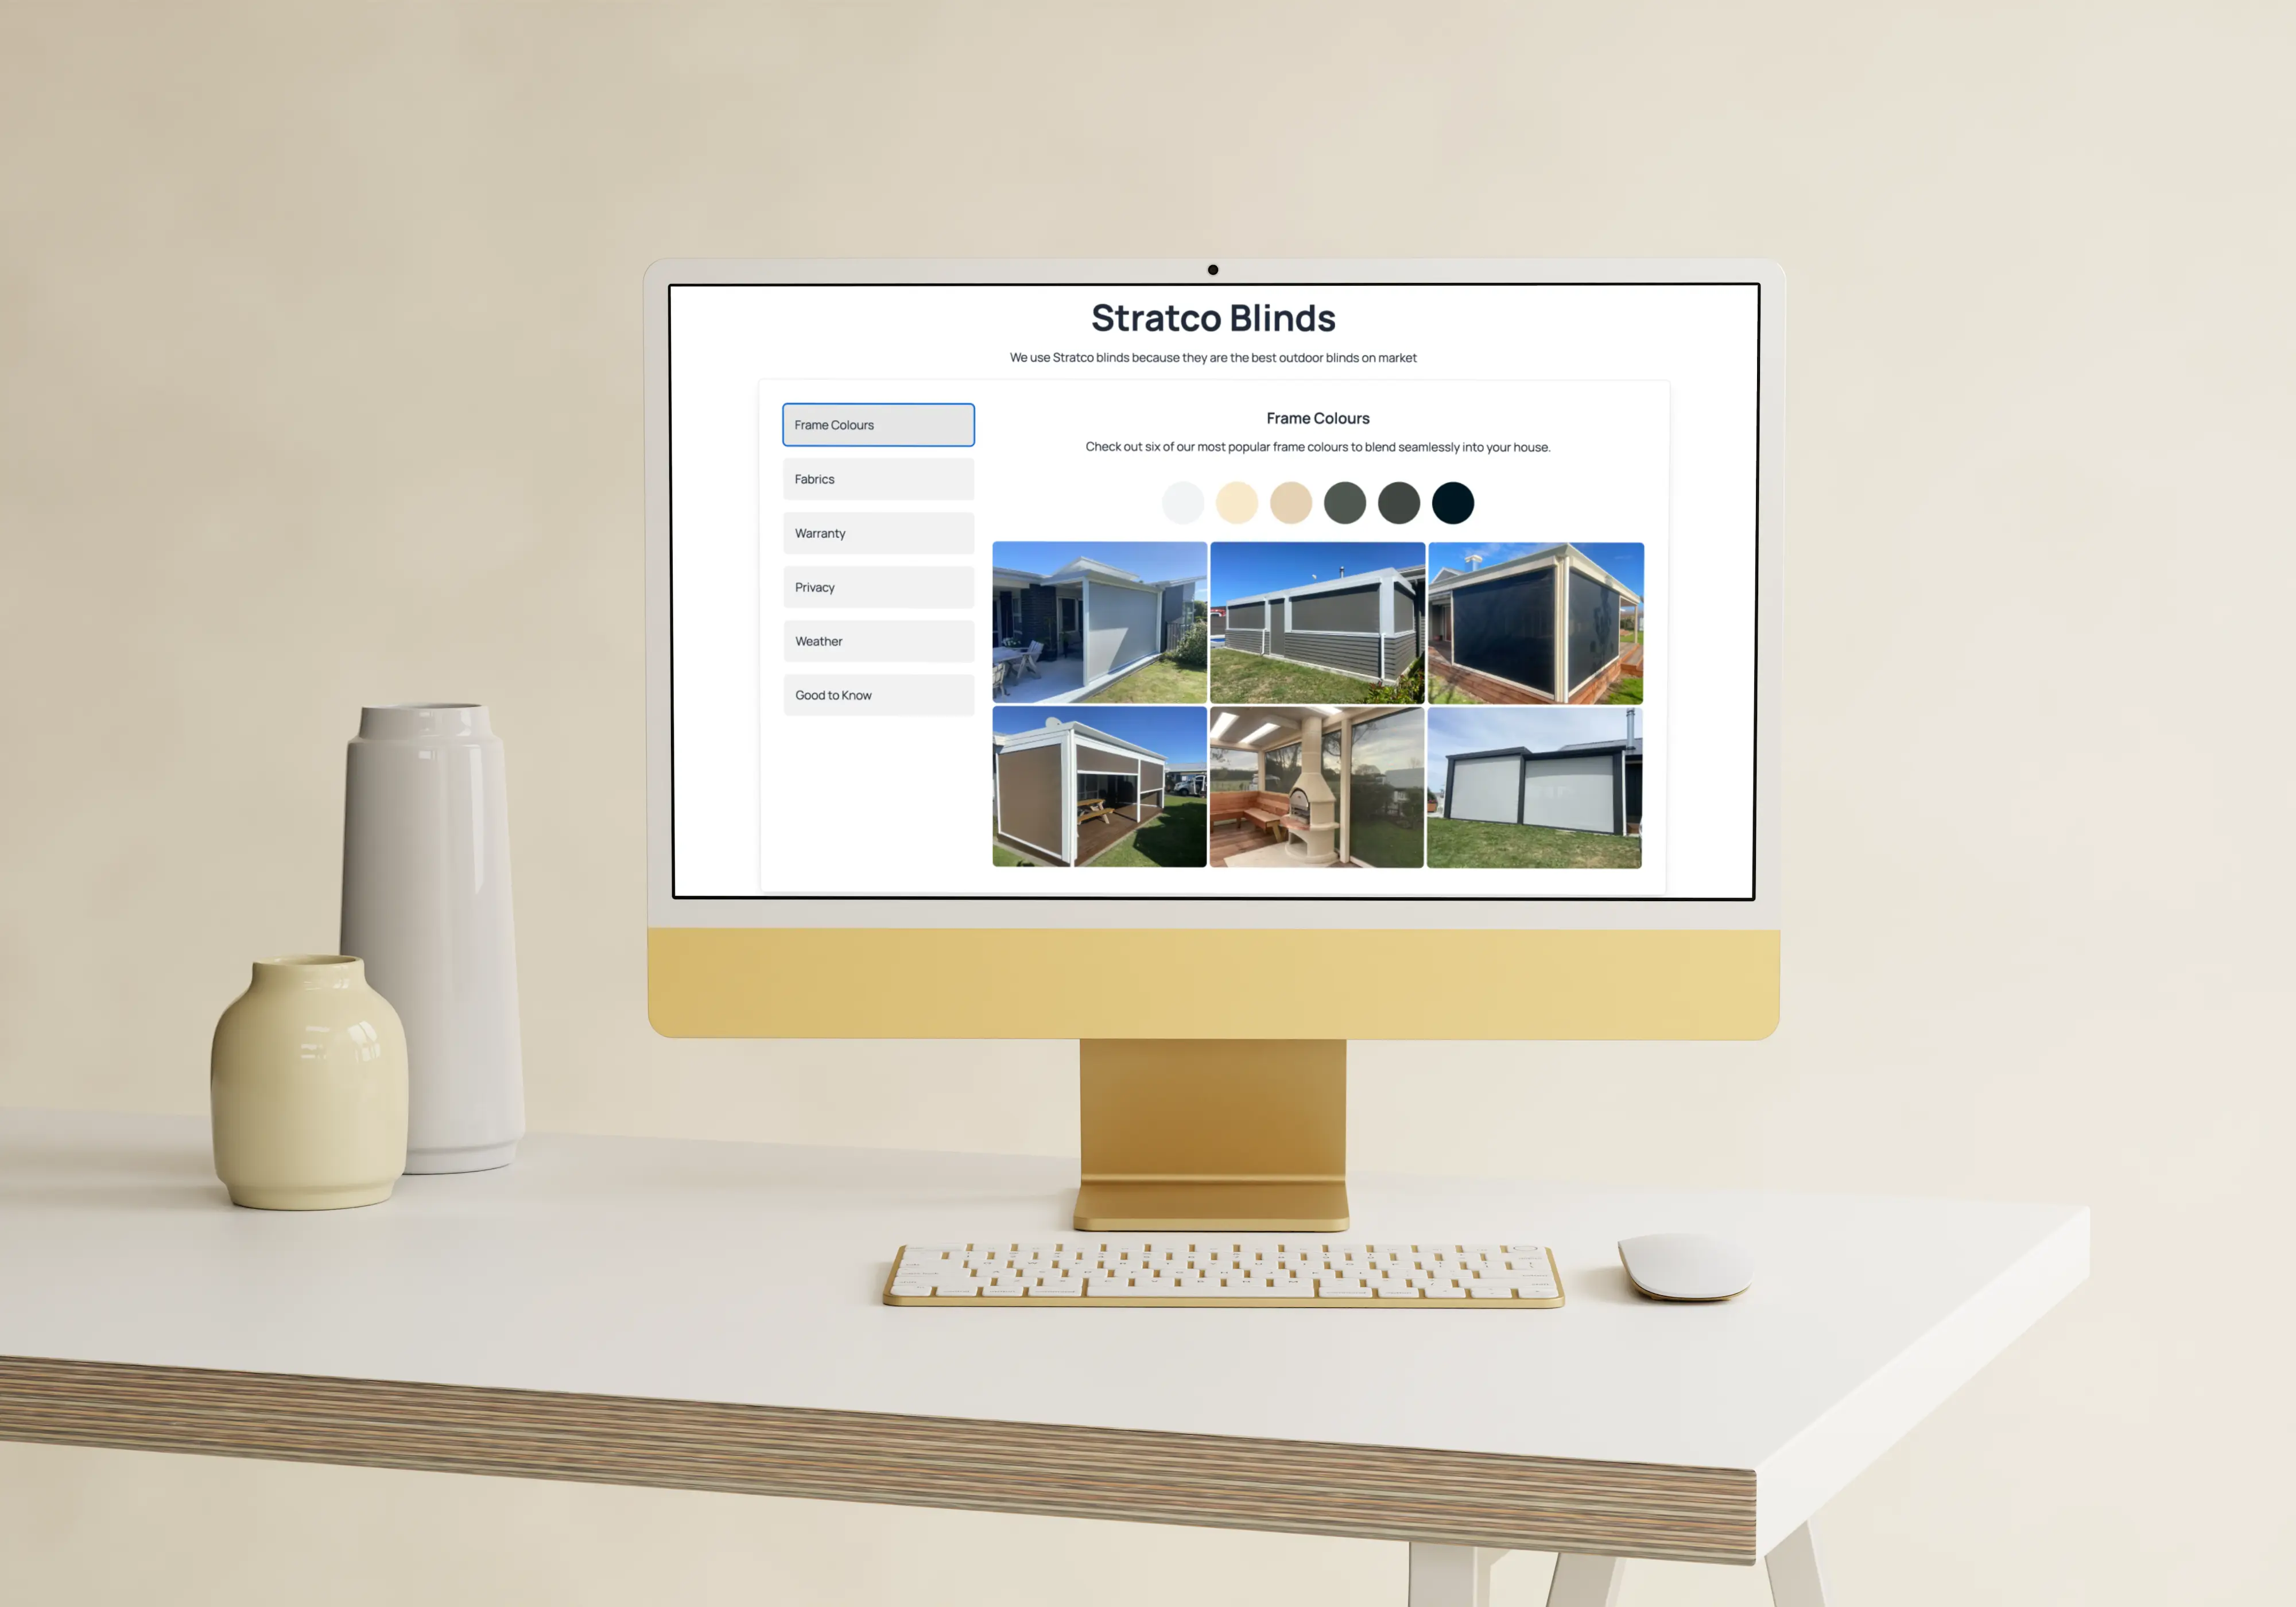 Stratco Blinds
We use Stratco blinds because they are the best outdoor blinds on market
Frame Colours
Fabrics
Warranty
Privacy
Weather
Good to Know
Frame Colours
Check out six of our most popular frame colours to blend seamlessly into your house.